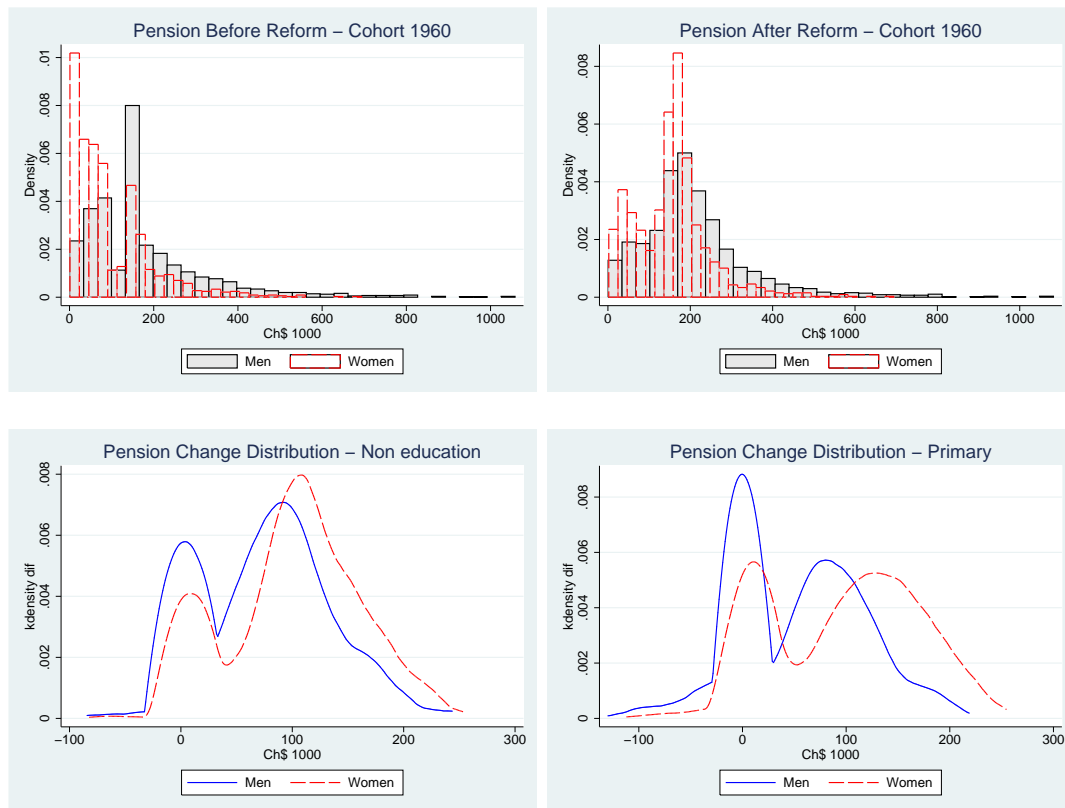 Pension Before Reform – Cohort 1960
Density
0 .002 .004 .006 .008 .01
0 200 400 600 800 1000
Ch$ 1000
Men Women
Pension After Reform – Cohort 1960
Density
0 .002 .004 .006 .008
0 200 400 600 800 1000
Ch$ 1000
Men Women
Pension Change Distribution – Non education
kdensity dif
0 .002 .004 .006 .008
−100 0 100 200 300
Ch$ 1000
Men Women
Pension Change Distribution – Primary
kdensity dif
0 .002 .004 .006 .008
−100 0 100 200 300
Ch$ 1000
Men Women